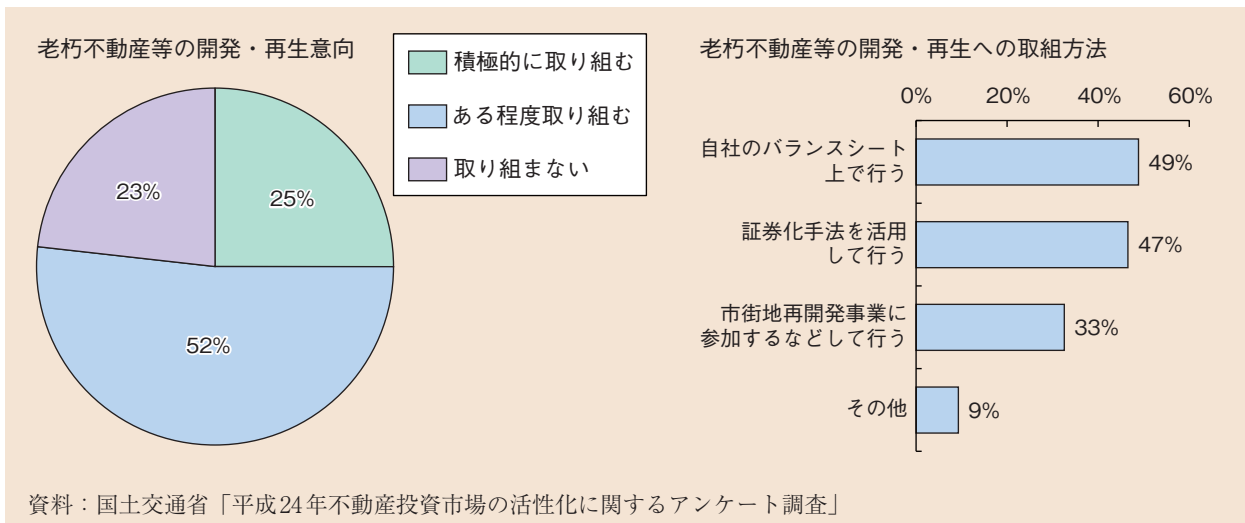 老朽不動産等の開発・再生意向
積極的に取り組む
ある程度取り組む
取り組まない
23%
25%
52%
老朽不動産等の開発・再生への取組方法
0%
20%
40%
60%
自社のバランスシート
上で行う
49%
証券化手法を活用
して行う
47%
市街地再開発事業に
参加するなどして行う
33%
その他
9%
資料：国土交通省「平成24年不動産投資市場の活性化に関するアンケート調査」